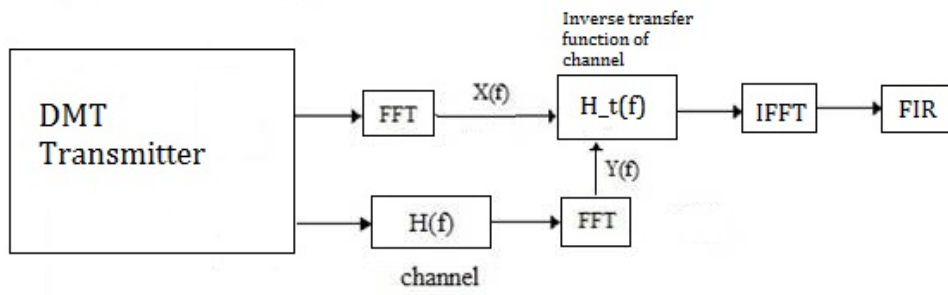 Inverse transfer
function of
channel
DMT
Transmitter
FFT
X(f)
H_t(f)
IFFT
FIR
Y(f)
H(f)
FFT
channel